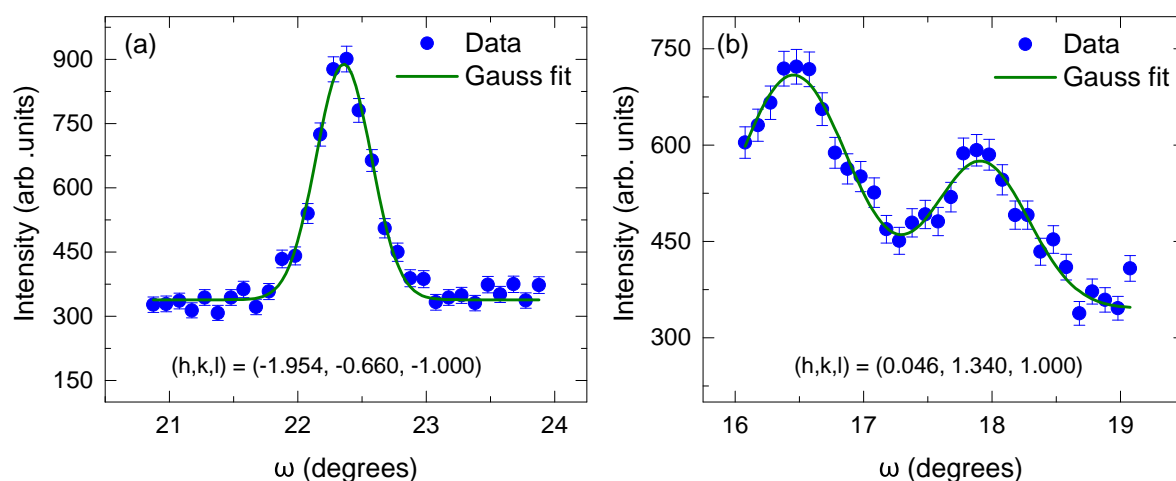 (a)
Data
Gauss fit
900
750
600
450
300
150
Intensity (arb .units)
(h,k,l) = (-1.954, -0.660, -1.000)
21
22
23
24
ω (degrees)
(b)
Data
Gauss fit
750
600
450
300
Intensity (arb. units)
(h,k,l) = (0.046, 1.340, 1.000)
16
17
18
19
ω (degrees)